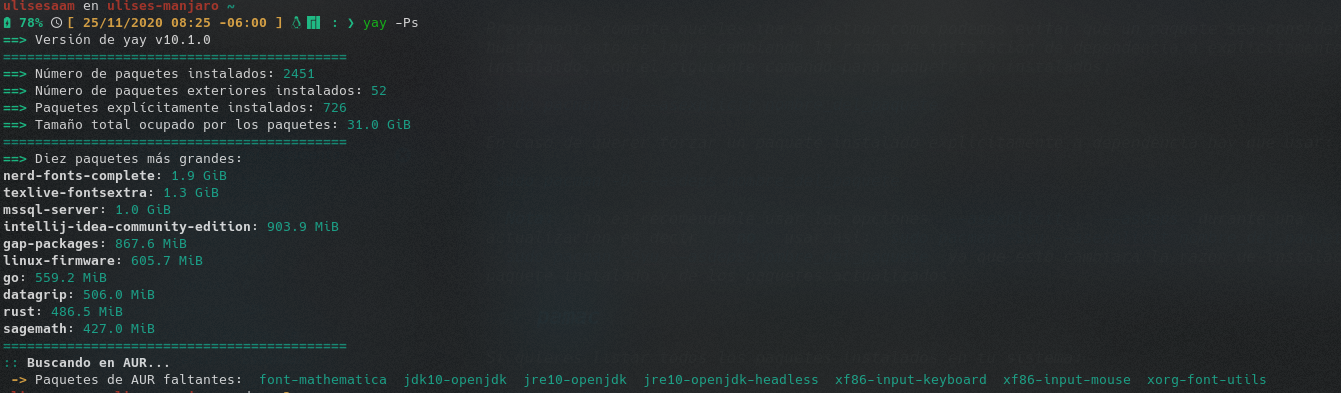 ulisesaam en ulises-manjaro ~
78% [ 25/11/2020 08:25 -06:00 ] : ❯ yay -Ps
==> Versión de yay v10.1.0
===========================================
==> Número de paquetes instalados: 2451
==> Número de paquetes exteriores instalados: 52
==> Paquetes explícitamente instalados: 726
==> Tamaño total ocupado por los paquetes: 31.0 GiB
===========================================
==> Diez paquetes más grandes:
nerd-fonts-complete: 1.9 GiB
texlive-fontsextra: 1.3 GiB
mssql-server: 1.0 GiB
intellij-idea-community-edition: 903.9 MiB
gap-packages: 867.6 MiB
linux-firmware: 605.7 MiB
go: 559.2 MiB
datagrip: 506.0 MiB
rust: 486.5 MiB
sagemath: 427.0 MiB
===========================================
:: Buscando en AUR...
-> Paquetes de AUR faltantes: font-mathematica jdk10-openjdk jre10-openjdk jre10-openjdk-headless xf86-input-keyboard xf86-input-mouse xorg-font-utils